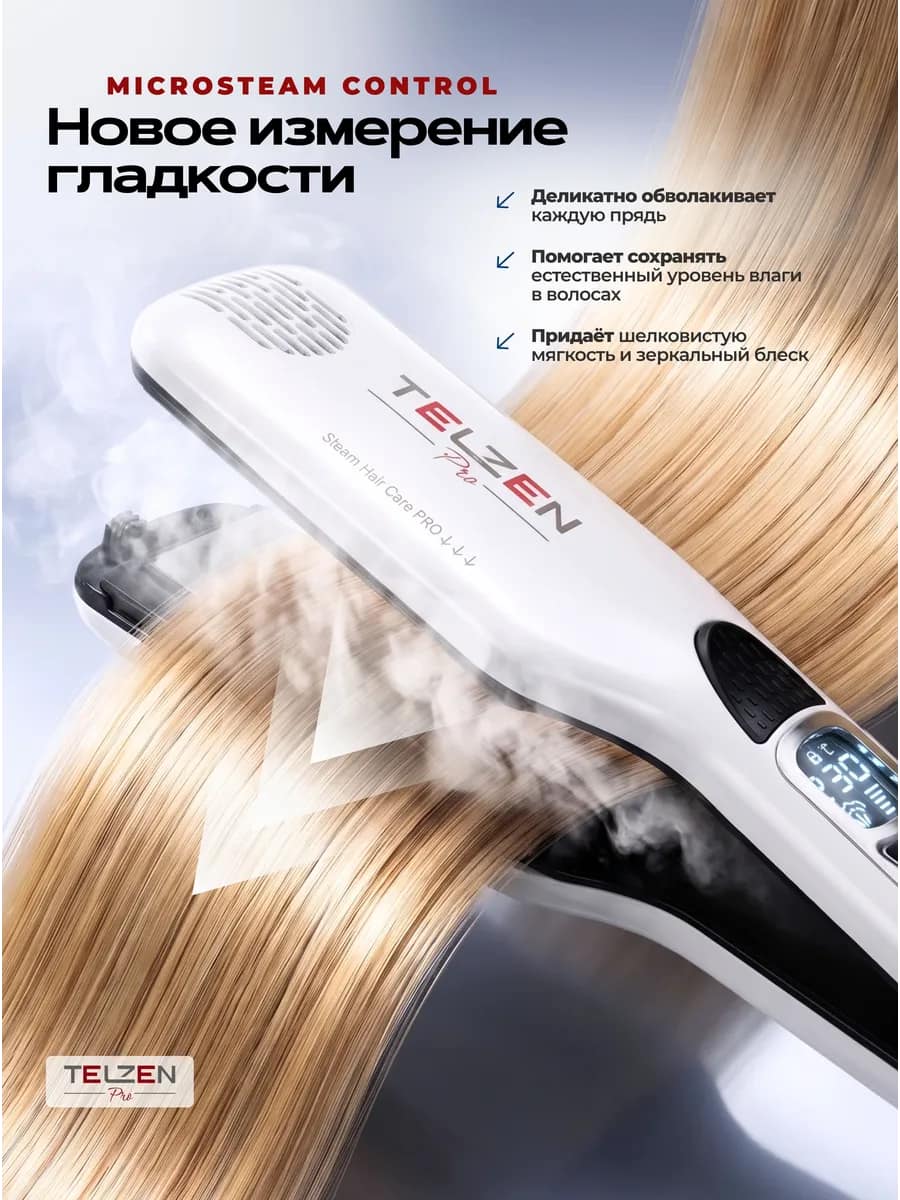 MICROSTEAM CONTROL
Новое измерение
гладкости
Деликатно обволакивает
каждую прядь
Помогает сохранять
естественный уровень влаги
в волосах
Придаёт шелковистую
мягкость и зеркальный блеск
TELZEN
Pro
Steam Hair Care PRO ↓↓↓
TELZEN
Pro